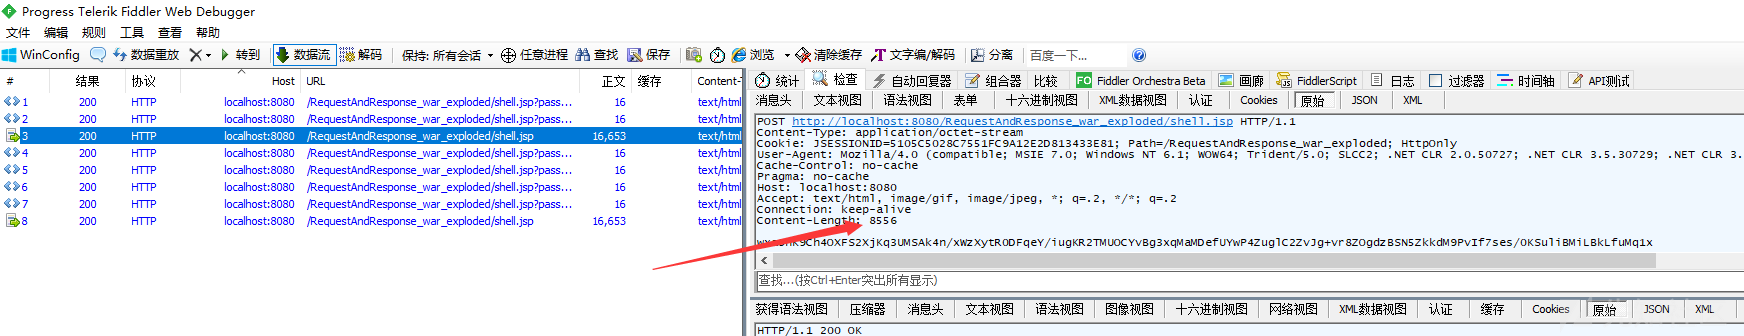 Progress Telerik Fiddler Web Debugger
文件 编辑 规则 工具 查看 帮助
WinConfig 数据重放 转到 数据流 解码 保持: 所有会话 任意进程 查找 保存 浏览 清除缓存 文字编/解码 分离 百度一下...
# 结果 协议 Host URL 正文 缓存 Content-T
1 200 HTTP localhost:8080 /RequestAndResponse_war_exploded/shell.jsp?pass... 16 text/html
2 200 HTTP localhost:8080 /RequestAndResponse_war_exploded/shell.jsp?pass... 16 text/html
3 200 HTTP localhost:8080 /RequestAndResponse_war_exploded/shell.jsp 16,653 text/html
4 200 HTTP localhost:8080 /RequestAndResponse_war_exploded/shell.jsp?pass... 16 text/html
5 200 HTTP localhost:8080 /RequestAndResponse_war_exploded/shell.jsp?pass... 16 text/html
6 200 HTTP localhost:8080 /RequestAndResponse_war_exploded/shell.jsp?pass... 16 text/html
7 200 HTTP localhost:8080 /RequestAndResponse_war_exploded/shell.jsp?pass... 16 text/html
8 200 HTTP localhost:8080 /RequestAndResponse_war_exploded/shell.jsp 16,653 text/html
统计 检查 自动回复器 组合器 比较 FO Fiddler Orchestra Beta 画廊 FiddlerScript 日志 过滤器 时间轴 API测试
消息头 文本视图 语法视图 表单 十六进制视图 XML数据视图 认证 Cookies 原始 JSON XML
POST http://localhost:8080/RequestAndResponse_war_exploded/shell.jsp HTTP/1.1
Content-Type: application/octet-stream
Cookie: JSESSIONID=5105C5028C7551FC9A12E2D813433E81; Path=/RequestAndResponse_war_exploded; HttpOnly
User-Agent: Mozilla/4.0 (compatible; MSIE 7.0; Windows NT 6.1; WOW64; Trident/5.0; SLCC2; .NET CLR 2.0.50727; .NET CLR 3.5.30729; .NET CLR 3.
Cache-Control: no-cache
Pragma: no-cache
Host: localhost:8080
Accept: text/html, image/gif, image/jpeg, *; q=.2, */*; q=.2
Connection: keep-alive
Content-Length: 8556
查找...(按Ctrl+Enter突出所有显示)
获得语法视图 压缩器 消息头 文本视图 语法视图 图像视图 十六进制视图 网络视图 XML数据视图 认证 缓存 Cookies 原始 JSON XML
HTTP/1.1 200 OK